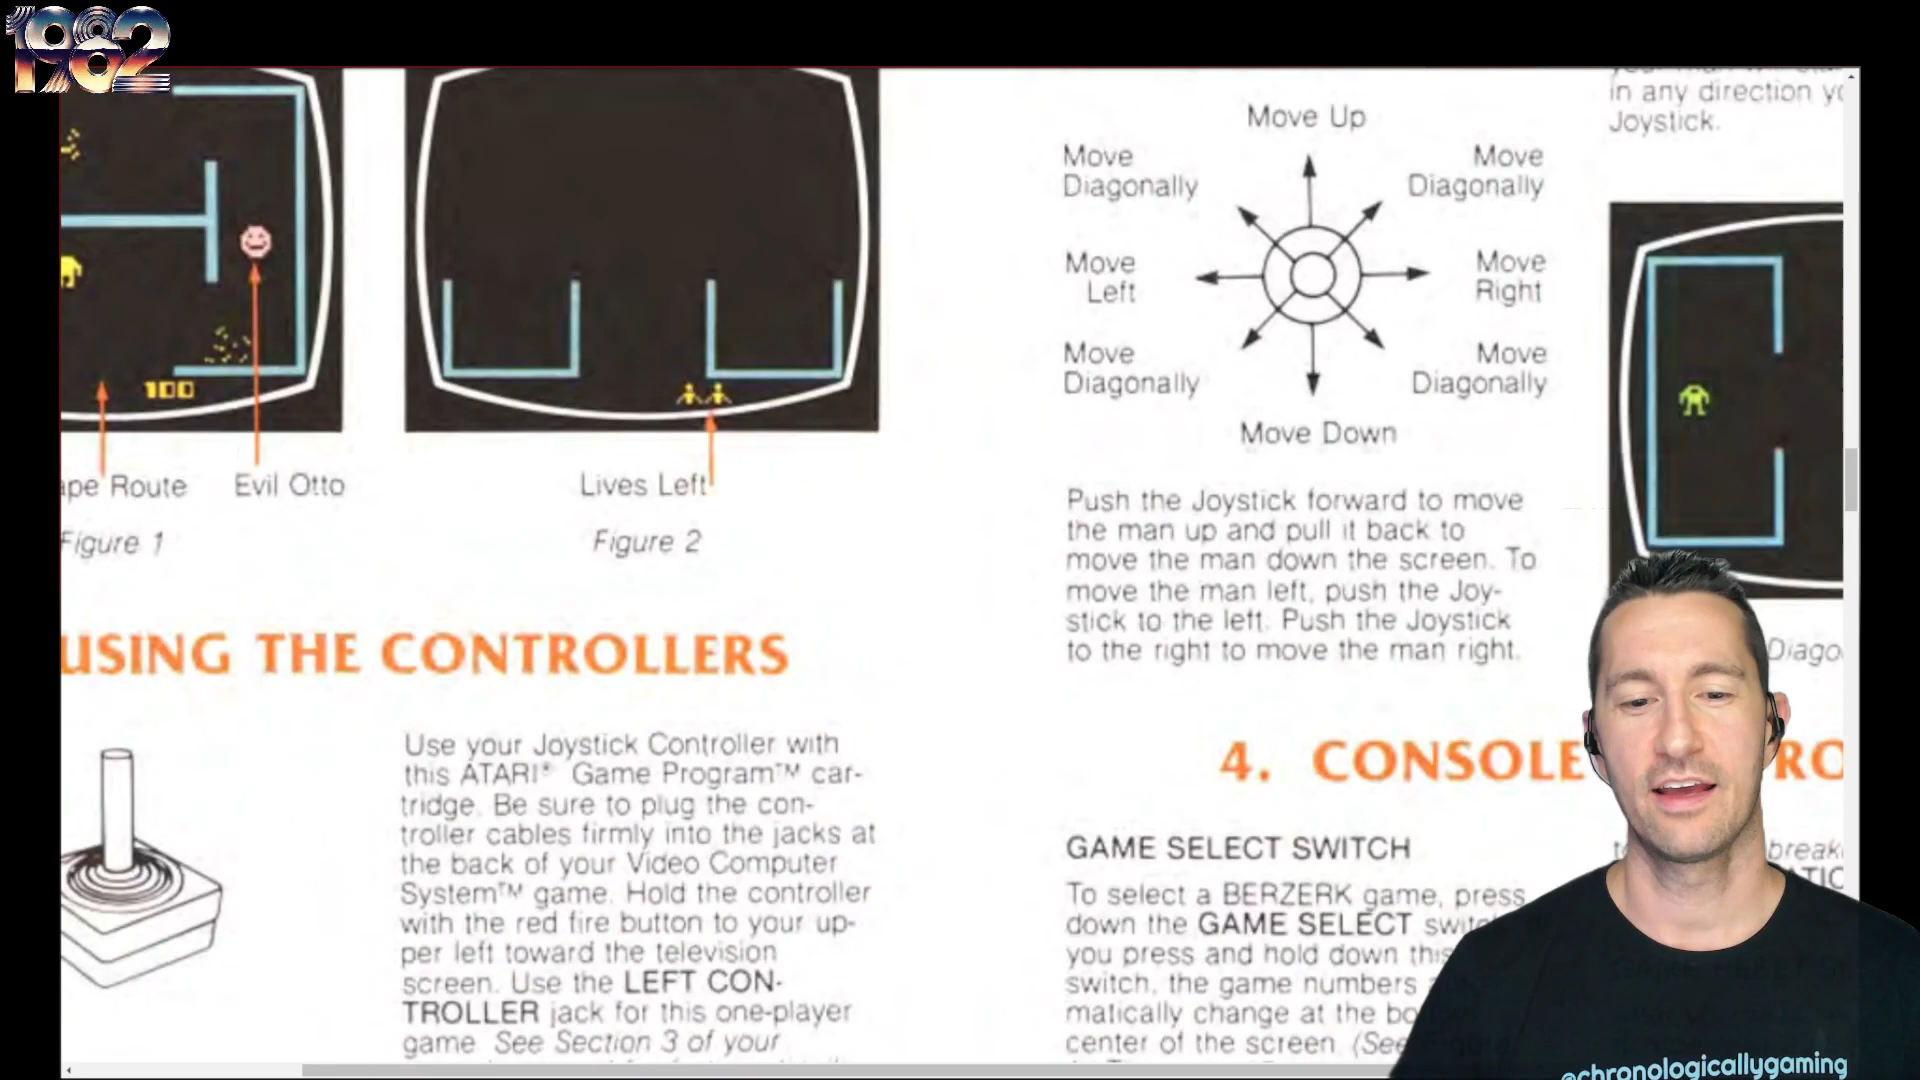 1982
your
in any direction
Joystick.
Move Up
Move
Diagonally
Move
Diagonally
Move
Left
Move
Right
Move
Diagonally
Move
Diagonally
Move Down
100
Route
Evil Otto
Lives Left
Figure 1
Figure 2
Push the Joystick forward to move
the man up and pull it back to
move the man down the screen. To
move the man left, push the Joy-
stick to the left. Push the Joystick
to the right to move the man right.
USING THE CONTROLLERS
Use your Joystick Controller with
this ATARI® Game Program™ car-
tridge. Be sure to plug the con-
troller cables firmly into the jacks at
the back of your Video Computer
System™ game. Hold the controller
with the red fire button to your up-
per left toward the television
screen. Use the LEFT CON-
TROLLER jack for this one-player
game. See Section 3 of your
4. CONSOLE
GAME SELECT SWITCH
To select a BERZERK game, press
down the GAME SELECT
you press and hold down this
switch, the game numbers
matically change at the
center of the screen. (See
@chronologicallygaming